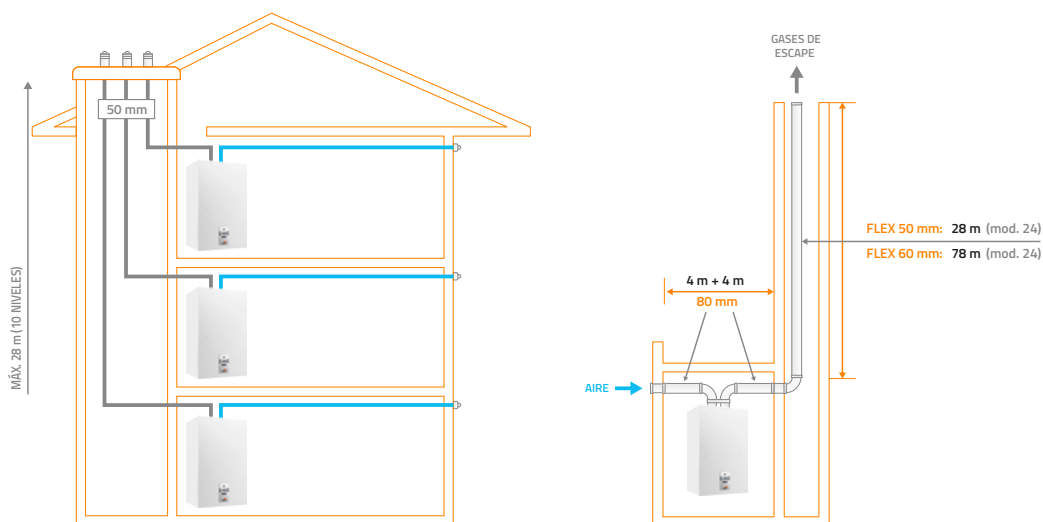 50 mm
MÁX. 28 m (10 NIVELES)
GASES DE
ESCAPE
FLEX 50 mm: 28 m (mod. 24)
FLEX 60 mm: 78 m (mod. 24)
4 m + 4 m
80 mm
AIRE